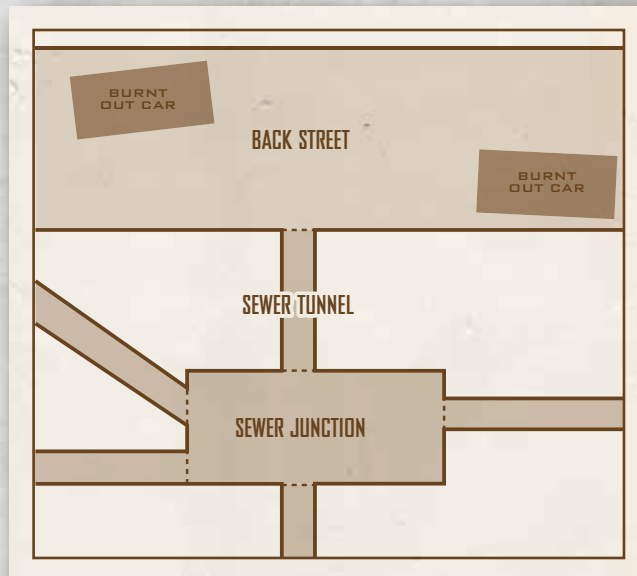 BURNT
OUT CAR
BACK STREET
BURNT
OUT CAR
SEWER TUNNEL
SEWER JUNCTION